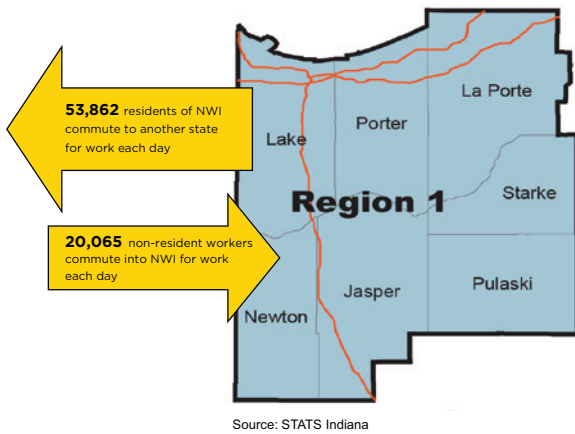 53,862 residents of NWI
commute to another state
for work each day
La Porte
Porter
Lake
Starke
Region 1
20,065 non-resident workers
commute into NWI for work
each day
Pulaski
Jasper
Newton
Source: STATS Indiana